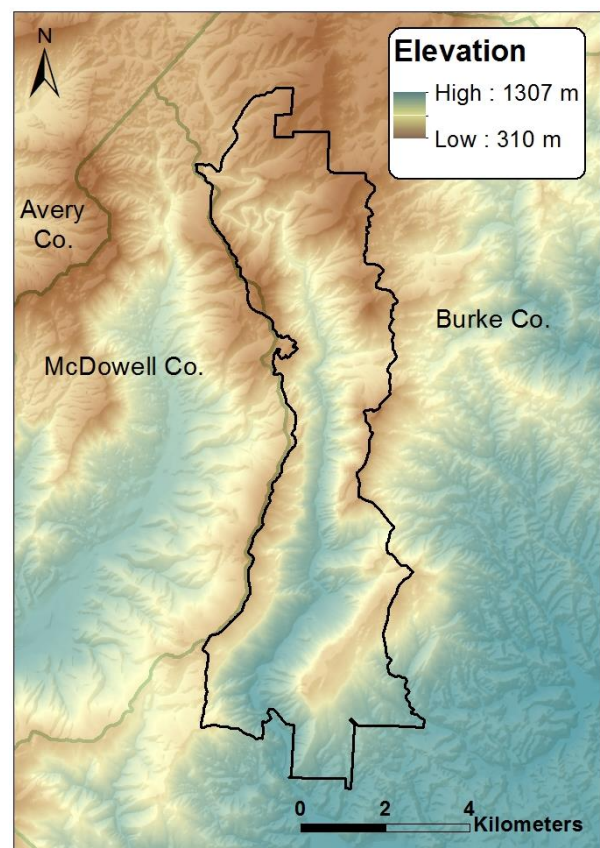 N
Elevation
High : 1307 m
Low : 310 m
Avery
Co.
Burke Co.
McDowell Co.
0 2 4
Kilometers